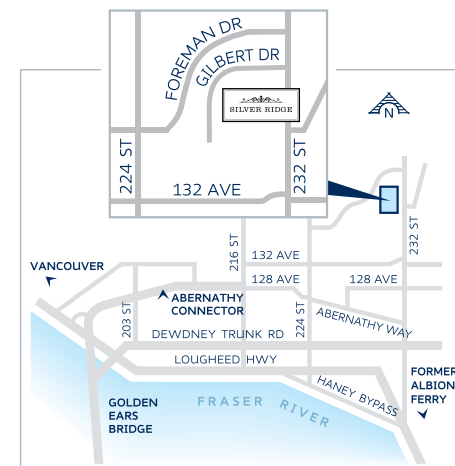 FOREMAN DR
GILBERT DR
SILVER RIDGE
224 ST
232 ST
132 AVE
N
216 ST
232 ST
132 AVE
VANCOUVER
128 AVE
128 AVE
ABERNATHY
CONNECTOR
203 ST
224 ST
ABERNATHY WAY
DEWDNEY TRUNK RD
LOUGHEED HWY
HANEY BYPASS
FORMER
ALBION
FERRY
GOLDEN
EARS
BRIDGE
FRASER RIVER